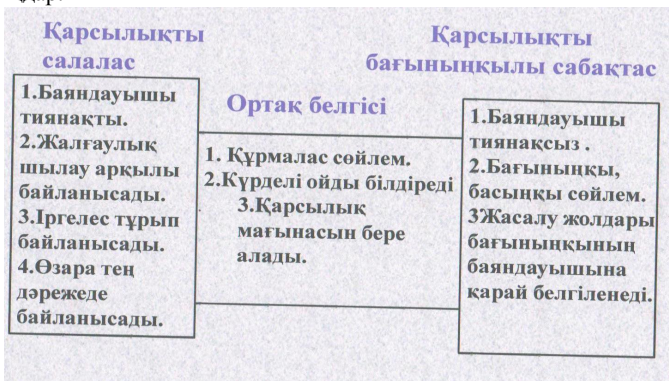 Қарсылықты
салалас
1.Баяндауышы
тиянақты.
2.Жалғаулық
шылау арқылы
байланысады.
3.Іргелес тұрып
байланысады.
4.Өзара тең
дәрежеде
байланысады.
Ортақ белгісі
1. Құрмалас сөйлем.
2.Күрделі ойды білдіреді
3.Қарсылық
мағынасын бере
алады.
Қарсылықты
бағыныңқылы сабақтас
1.Баяндауышы
тиянақсыз .
2.Бағыныңқы,
басыңқы сөйлем.
3Жасалу жолдары
бағыныңқының
баяндауышына
қарай белгіленеді.